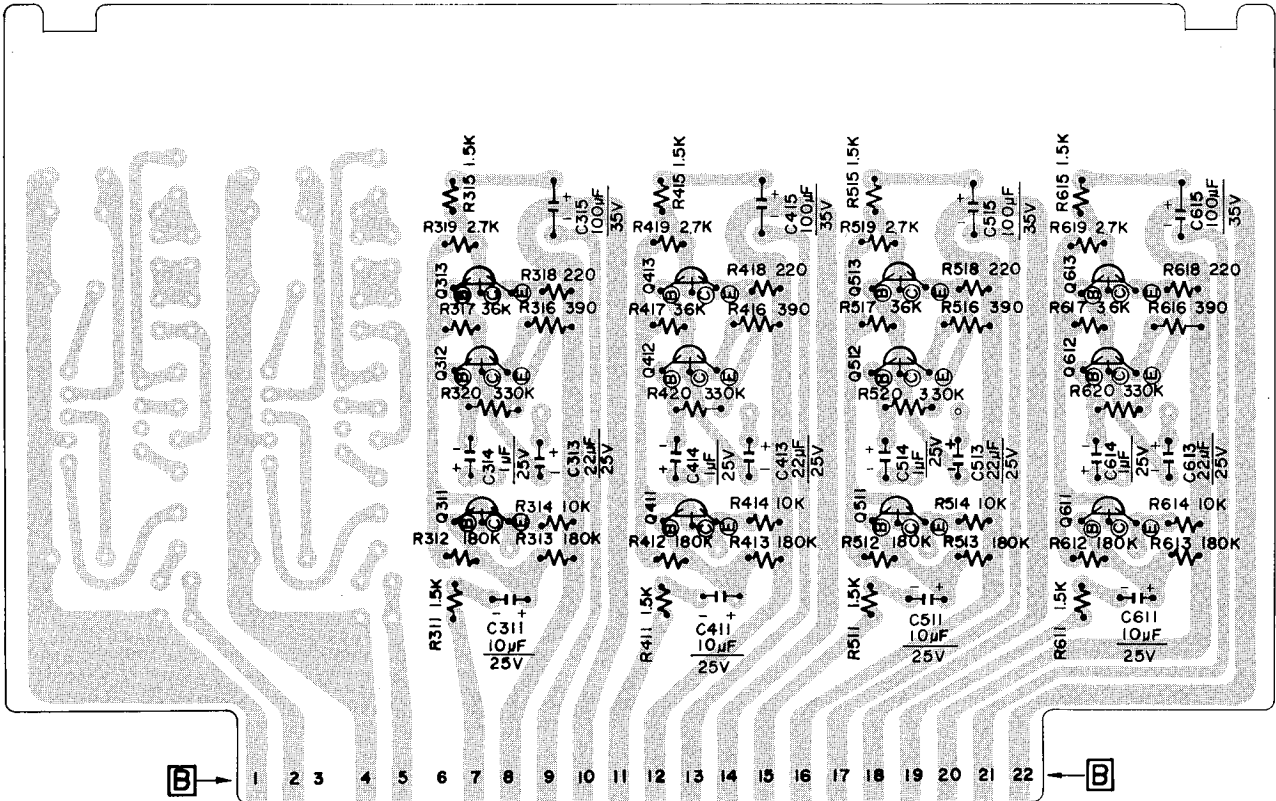 R315 1.5K
C315 100µF 35V
R319 2.7K
Q313
B C E
R318 220
R317 36K
R316 390
Q312
B C E
R320 330K
C314 1µF 25V
C313 22µF 25V
Q311
B C E
R314 10K
R312 180K
R313 180K
R311 1.5K
C311
10µF
25V
R415 1.5K
C415 100µF 35V
R419 2.7K
Q413
B C E
R418 220
R417 36K
R416 390
Q412
B C E
R420 330K
C414 1µF 25V
C413 22µF 25V
Q411
B C E
R414 10K
R412 180K
R413 180K
R411 1.5K
C411
10µF
25V
R515 1.5K
C515 100µF 35V
R519 2.7K
Q513
B C E
R518 220
R517 36K
R516 390
Q512
B C E
R520 330K
C514 1µF 25V
C513 22µF 25V
Q511
B C E
R514 10K
R512 180K
R513 180K
R511 1.5K
C511
10µF
25V
R615 1.5K
C615 100µF 35V
R619 2.7K
Q613
B C E
R618 220
R617 36K
R616 390
Q612
B C E
R620 330K
C614 1µF 25V
C613 22µF 25V
Q611
B C E
R614 10K
R612 180K
R613 180K
R611 1.5K
C611
10µF
25V
B 1 2 3 4 5 6 7 8 9 10 11 12 13 14 15 16 17 18 19 20 21 22 B